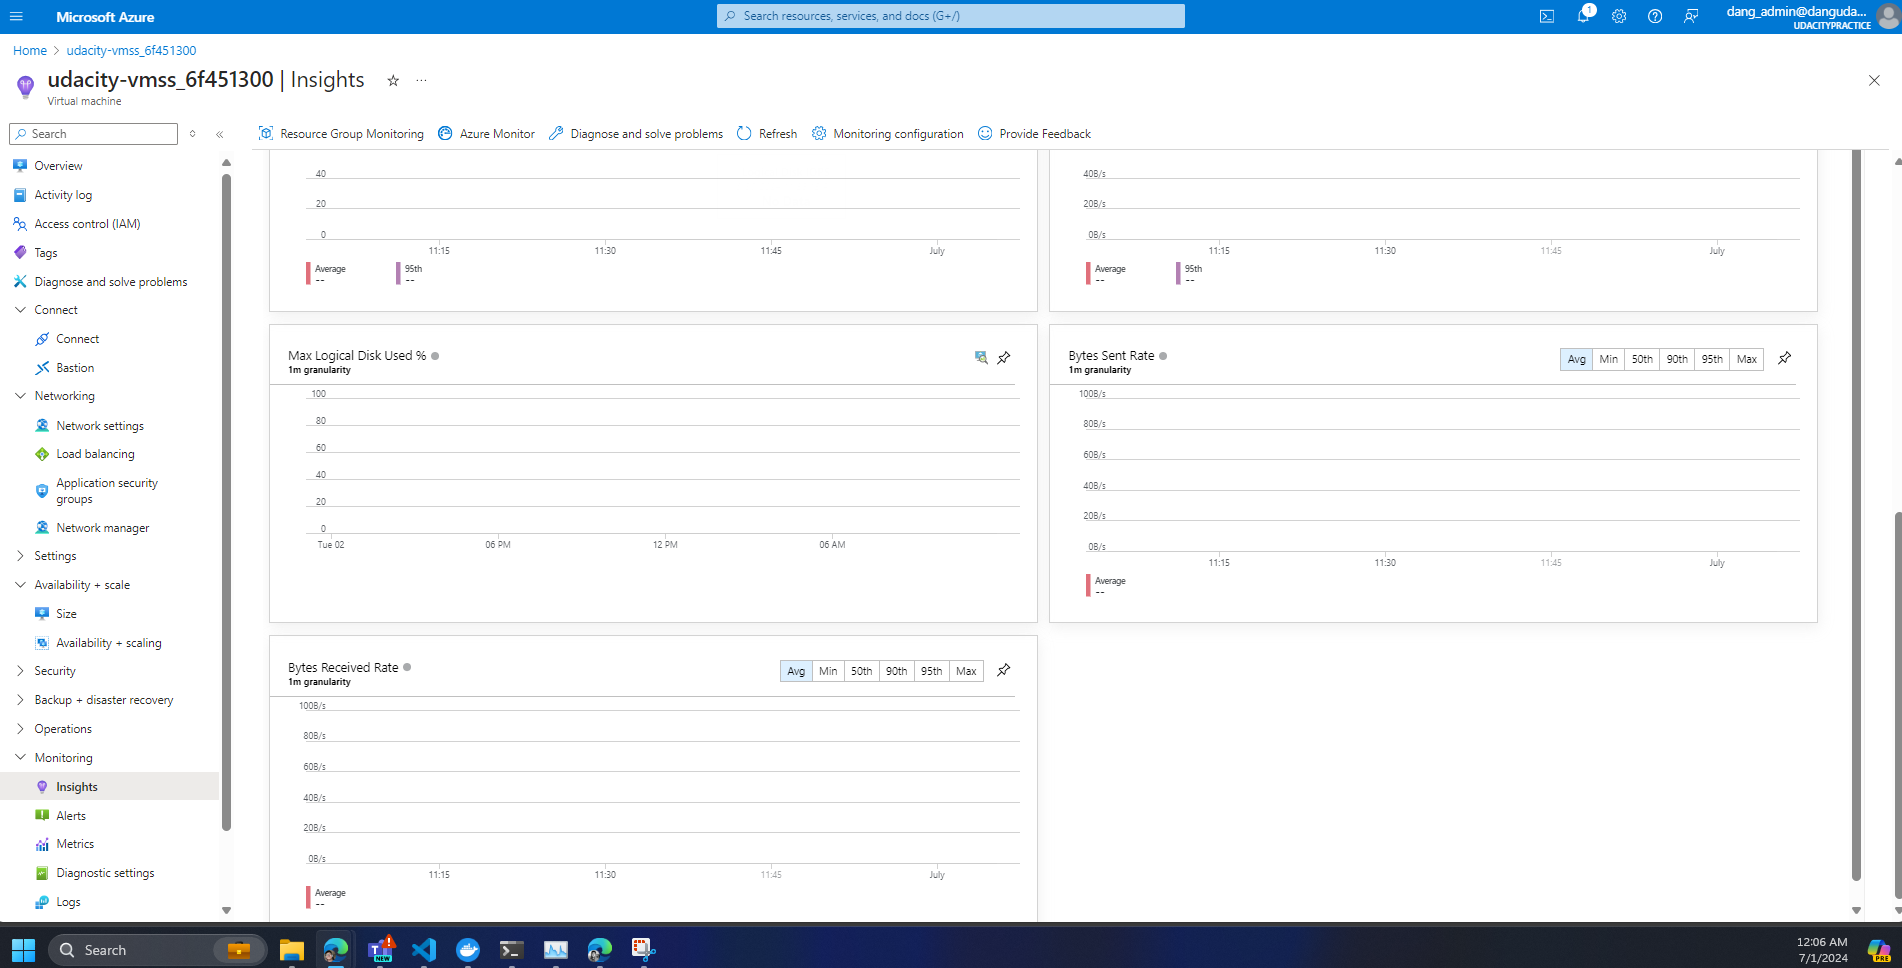 Microsoft Azure
Search resources, services, and docs (G+/)
1
dang_admin@danguda...
UDACITYPRACTICE
Home > udacity-vmss_6f451300
udacity-vmss_6f451300 | Insights
Virtual machine
Search
Resource Group Monitoring
Azure Monitor
Diagnose and solve problems
Refresh
Monitoring configuration
Provide Feedback
Overview
Activity log
Access control (IAM)
Tags
Diagnose and solve problems
Connect
Connect
Bastion
Networking
Network settings
Load balancing
Application security
groups
Network manager
Settings
Availability + scale
Size
Availability + scaling
Security
Backup + disaster recovery
Operations
Monitoring
Insights
Alerts
Metrics
Diagnostic settings
Logs
40
20
0
11:15 11:30 11:45 July
Average 95th
-- --
40B/s
20B/s
0B/s
11:15 11:30 11:45 July
Average 95th
-- --
Max Logical Disk Used %
1m granularity
100
80
60
40
20
0
Tue 02 06 PM 12 PM 06 AM
Bytes Sent Rate
1m granularity
Avg Min 50th 90th 95th Max
100B/s
80B/s
60B/s
40B/s
20B/s
0B/s
11:15 11:30 11:45 July
Average
--
Bytes Received Rate
1m granularity
Avg Min 50th 90th 95th Max
100B/s
80B/s
60B/s
40B/s
20B/s
0B/s
11:15 11:30 11:45 July
Average
--
Search
NEW
12:06 AM
7/1/2024
PRE